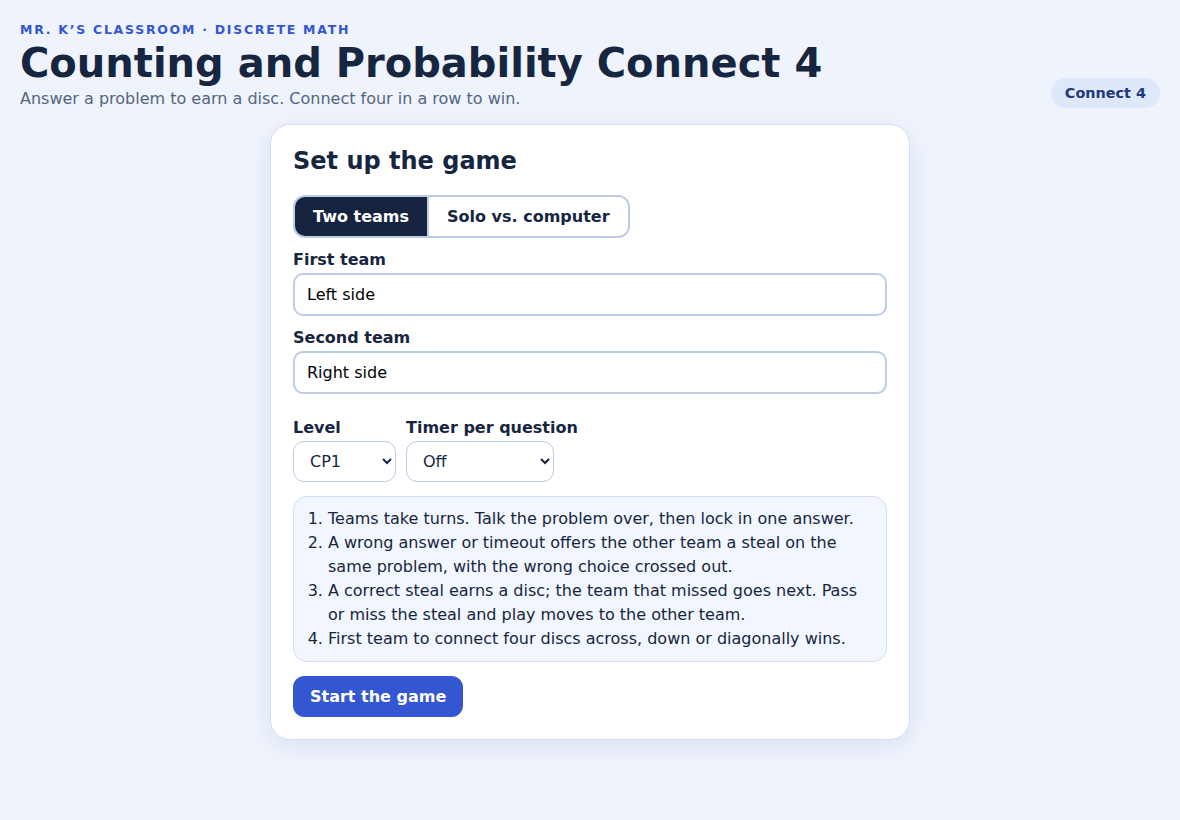 MR. K’S CLASSROOM · DISCRETE MATH
Counting and Probability Connect 4
Answer a problem to earn a disc. Connect four in a row to win.
Connect 4
Set up the game
Two teams
Solo vs. computer
First team
Left side
Second team
Right side
Level
Timer per question
CP1
Off
1. Teams take turns. Talk the problem over, then lock in one answer.
2. A wrong answer or timeout offers the other team a steal on the
same problem, with the wrong choice crossed out.
3. A correct steal earns a disc; the team that missed goes next. Pass
or miss the steal and play moves to the other team.
4. First team to connect four discs across, down or diagonally wins.
Start the game